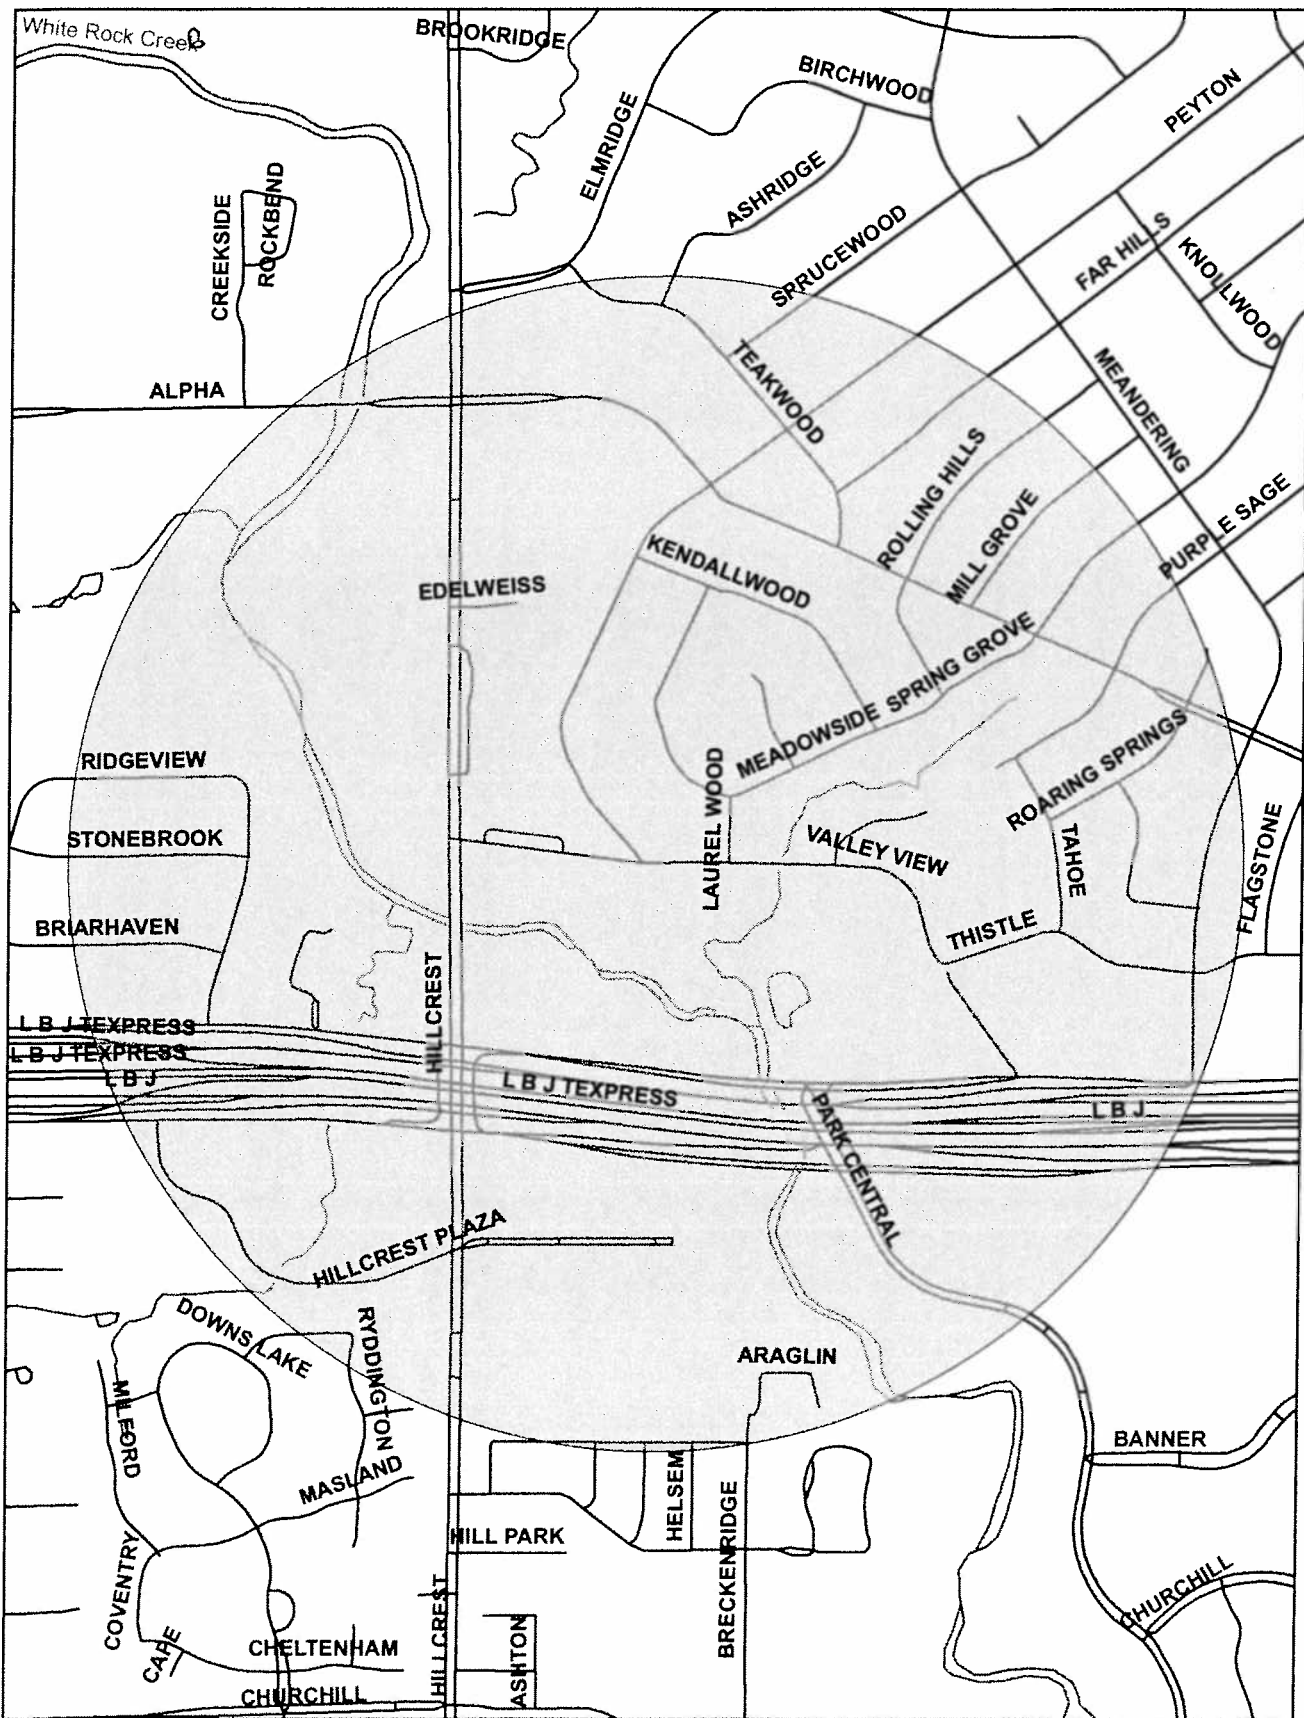 White Rock Creek
BROOKRIDGE
BIRCHWOOD
PEYTON
ELMRIDGE
ASHRIDGE
ROCKBEND
CREEKSIDE
SPRUCEWOOD
FAR HILLS
KNOLLWOOD
TEAKWOOD
MEANDERING
ALPHA
ROLLING HILLS
MILL GROVE
PURPLE SAGE
KENDALLWOOD
EDELWEISS
SPRING GROVE
MEADOWSIDE
RIDGEVIEW
ROARING SPRINGS
LAUREL WOOD
STONEBROOK
VALLEY VIEW
TAHOE
FLAGSTONE
BRIARHAVEN
THISTLE
HILLCREST
L B J TEXPRESS
L B J TEXPRESS
L B J
L B J TEXPRESS
L B J
PARK CENTRAL
HILLCREST PLAZA
DOWNS LAKE
RYDDINGTON
ARAGLIN
MILFORD
BANNER
MASLAND
HELSEM
BRECKENRIDGE
HILL PARK
COVENTRY
CHURCHILL
HILLCREST
CAPE
CHELTENHAM
ASHTON
CHURCHILL